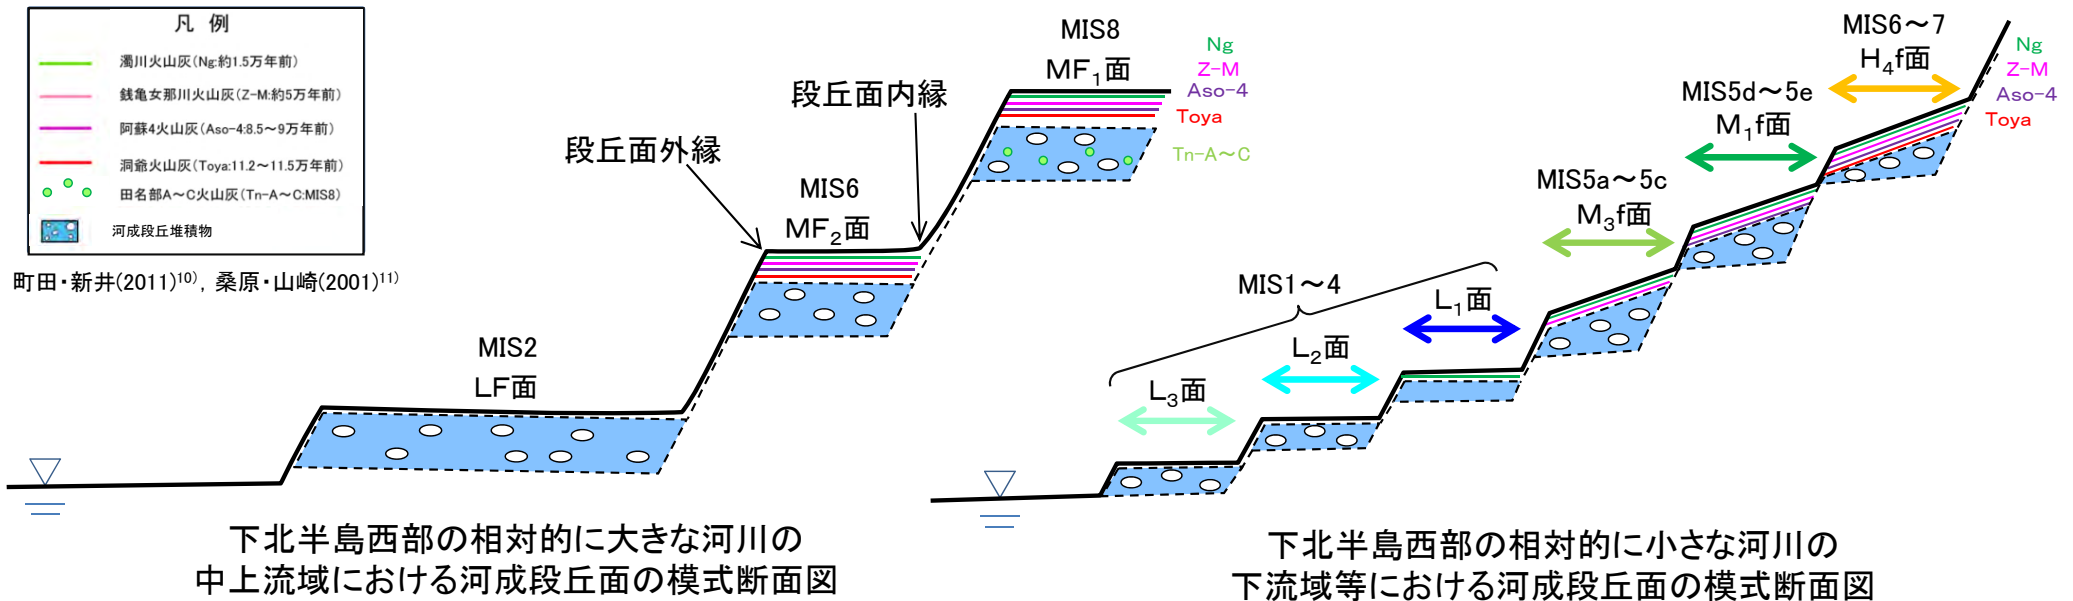 凡 例
濁川火山灰(Ng:約1.5万年前)
銭亀女那川火山灰(Z-M:約5万年前)
阿蘇4火山灰(Aso-4:8.5～9万年前)
洞爺火山灰(Toya:11.2～11.5万年前)
田名部A～C火山灰(Tn-A～C:MIS8)
河成段丘堆積物
町田・新井(2011)10), 桑原・山崎(2001)11)
MIS8
MF1面
Ng
Z-M
Aso-4
Toya
Tn-A～C
段丘面内縁
段丘面外縁
MIS6
MF2面
MIS2
LF面
下北半島西部の相対的に大きな河川の
中上流域における河成段丘面の模式断面図
MIS6～7
H4f面
Ng
Z-M
Aso-4
Toya
MIS5d～5e
M1f面
MIS5a～5c
M3f面
MIS1～4
L1面
L2面
L3面
下北半島西部の相対的に小さな河川の
下流域等における河成段丘面の模式断面図